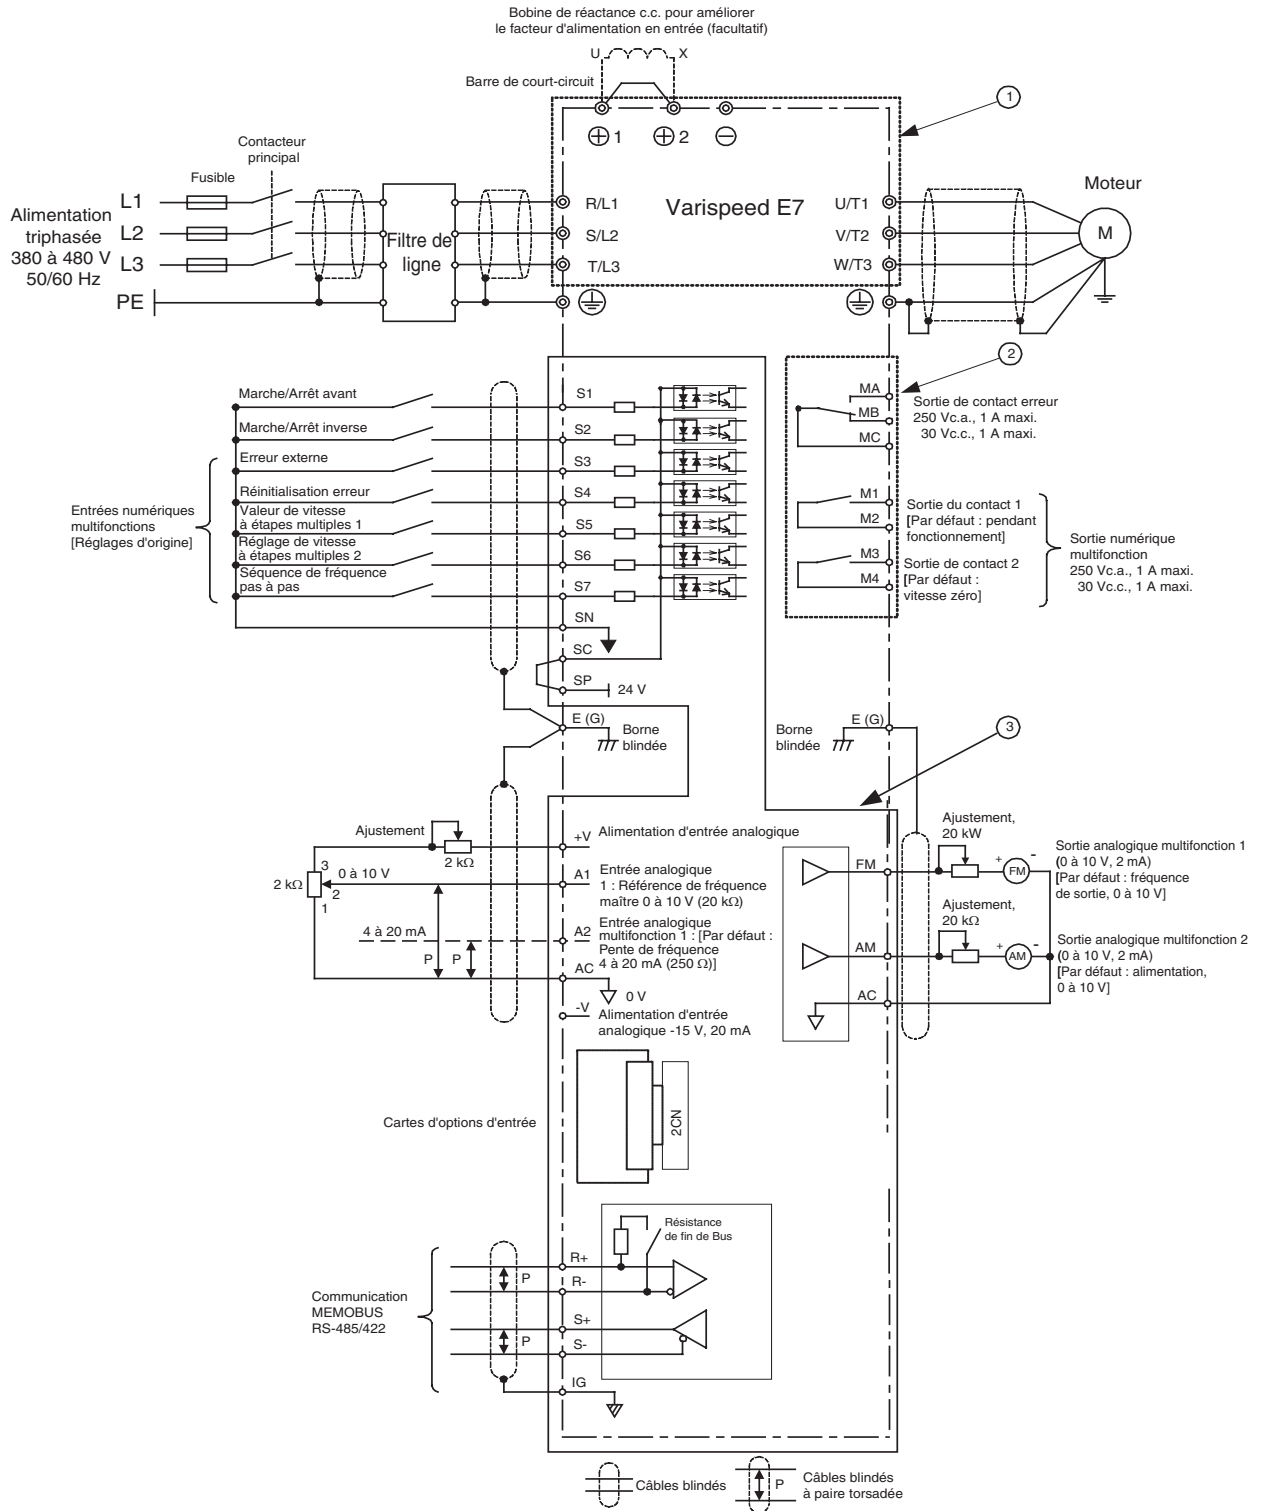 Bobine de réactance c.c. pour améliorer
le facteur d'alimentation en entrée (facultatif)
U X
Barre de court-circuit
1
1 2
Contacteur
principal
Fusible
Alimentation
triphasée
380 à 480 V
50/60 Hz
L1
L2
L3
PE
Filtre de
ligne
R/L1
S/L2
T/L3
Varispeed E7
U/T1
V/T2
W/T3
Moteur
M
2
Marche/Arrêt avant
Marche/Arrêt inverse
Erreur externe
Réinitialisation erreur
Valeur de vitesse
à étapes multiples 1
Réglage de vitesse
à étapes multiples 2
Séquence de fréquence
pas à pas
Entrées numériques
multifonctions
[Réglages d'origine]
S1
S2
S3
S4
S5
S6
S7
SN
SC
SP
24 V
E (G)
Borne
blindée
MA
MB
MC
Sortie de contact erreur
250 Vc.a., 1 A maxi.
30 Vc.c., 1 A maxi.
M1
M2
Sortie du contact 1
[Par défaut : pendant
fonctionnement]
M3
M4
Sortie de contact 2
[Par défaut :
vitesse zéro]
Sortie numérique
multifonction
250 Vc.a., 1 A maxi.
30 Vc.c., 1 A maxi.
E (G)
Borne
blindée
3
Ajustement
2 kΩ
2 kΩ
3
2
1
0 à 10 V
4 à 20 mA
P P
+V
Alimentation d'entrée analogique
A1
Entrée analogique
1 : Référence de fréquence
maître 0 à 10 V (20 kΩ)
A2
Entrée analogique
multifonction 1 : [Par défaut :
Pente de fréquence
4 à 20 mA (250 Ω)]
AC
0 V
-V
Alimentation d'entrée
analogique -15 V, 20 mA
FM
Ajustement,
20 kW
+ -
FM
Sortie analogique multifonction 1
(0 à 10 V, 2 mA)
[Par défaut : fréquence
de sortie, 0 à 10 V]
AM
Ajustement,
20 kΩ
+ -
AM
Sortie analogique multifonction 2
(0 à 10 V, 2 mA)
[Par défaut : alimentation,
0 à 10 V]
AC
Cartes d'options d'entrée
2CN
Résistance
de fin de Bus
Communication
MEMOBUS
RS-485/422
R+
P
R-
S+
P
S-
IG
Câbles blindés
P
Câbles blindés
à paire torsadée